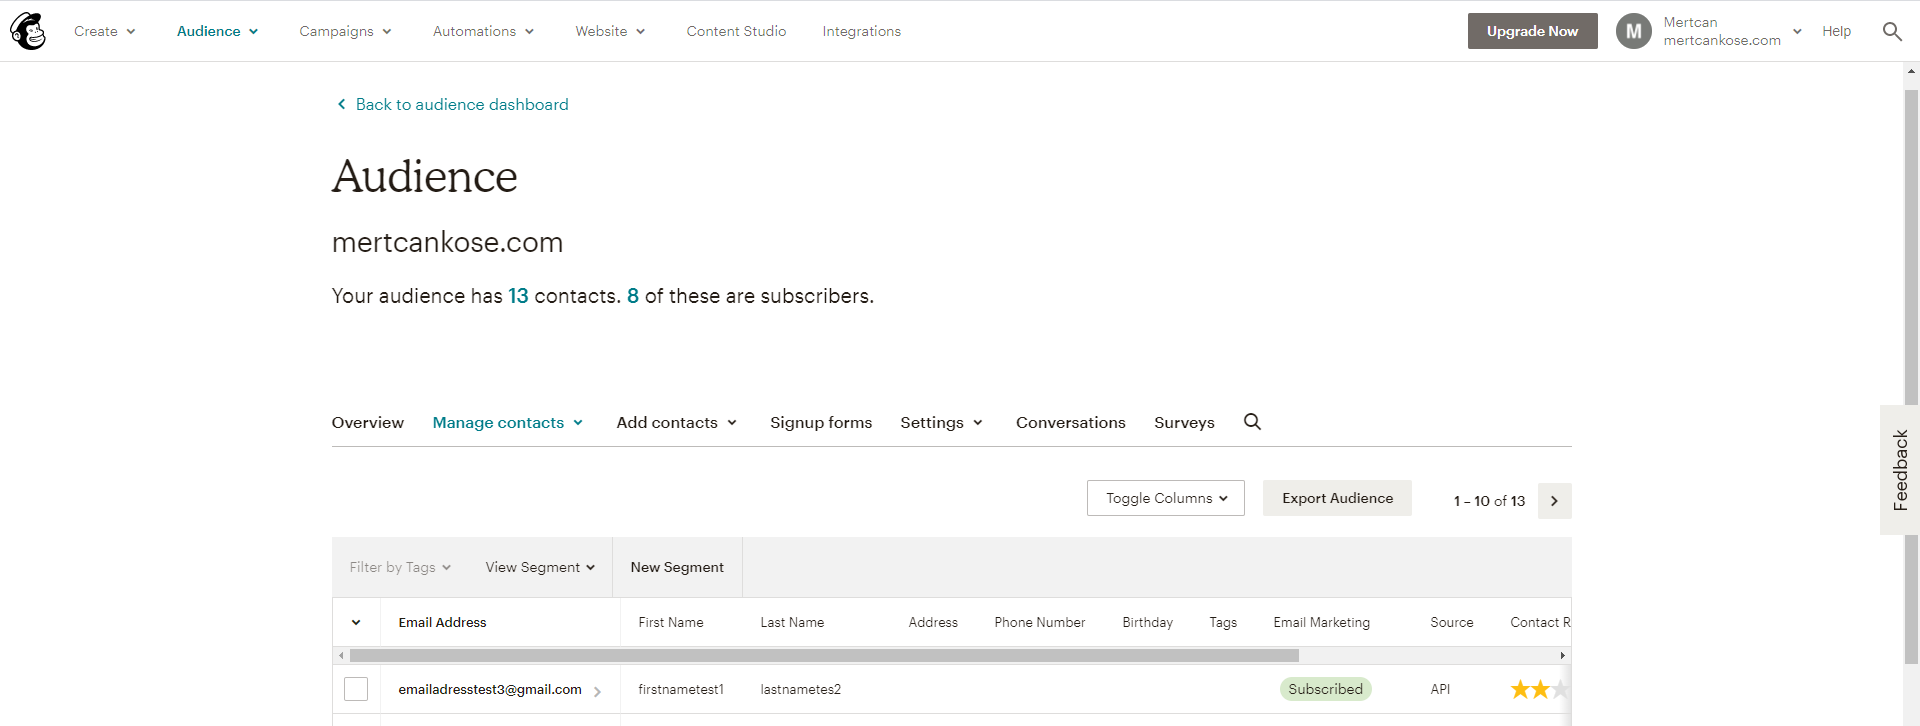 Create Audience Campaigns Automations Website Content Studio Integrations Upgrade Now M Mertcan Help
mertcankose.com
Back to audience dashboard
Audience
mertcankose.com
Your audience has 13 contacts. 8 of these are subscribers.
Overview Manage contacts Add contacts Signup forms Settings Conversations Surveys
Feedback
Toggle Columns Export Audience 1 – 10 of 13
Filter by Tags View Segment New Segment
Email Address First Name Last Name Address Phone Number Birthday Tags Email Marketing Source Contact R
emailadresstest3@gmail.com firstnametest1 lastnametes2 Subscribed API